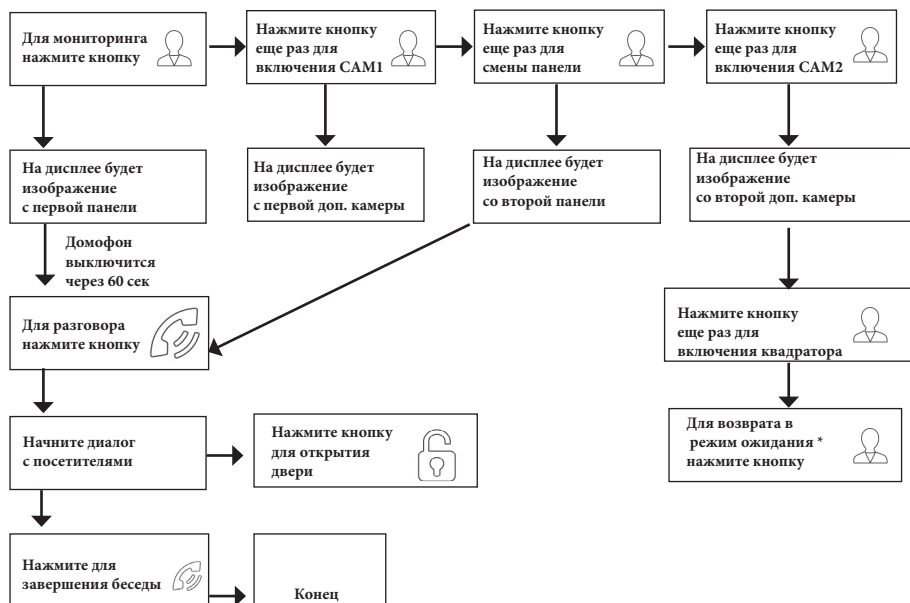 Для мониторинга
нажмите кнопку
Нажмите кнопку
еще раз для
включения CAM1
Нажмите кнопку
еще раз для
смены панели
Нажмите кнопку
еще раз для
включения CAM2
На дисплее будет
изображение
с первой панели
На дисплее будет
изображение
с первой доп. камеры
На дисплее будет
изображение
со второй панели
На дисплее будет
изображение
со второй доп. камеры
Домофон
выключится
через 60 сек
Для разговора
нажмите кнопку
Нажмите кнопку
еще раз для
включения квадратора
Начните диалог
с посетителями
Нажмите кнопку
для открытия
двери
Для возврата в
режим ожидания *
нажмите кнопку
Нажмите для
завершения беседы
Конец